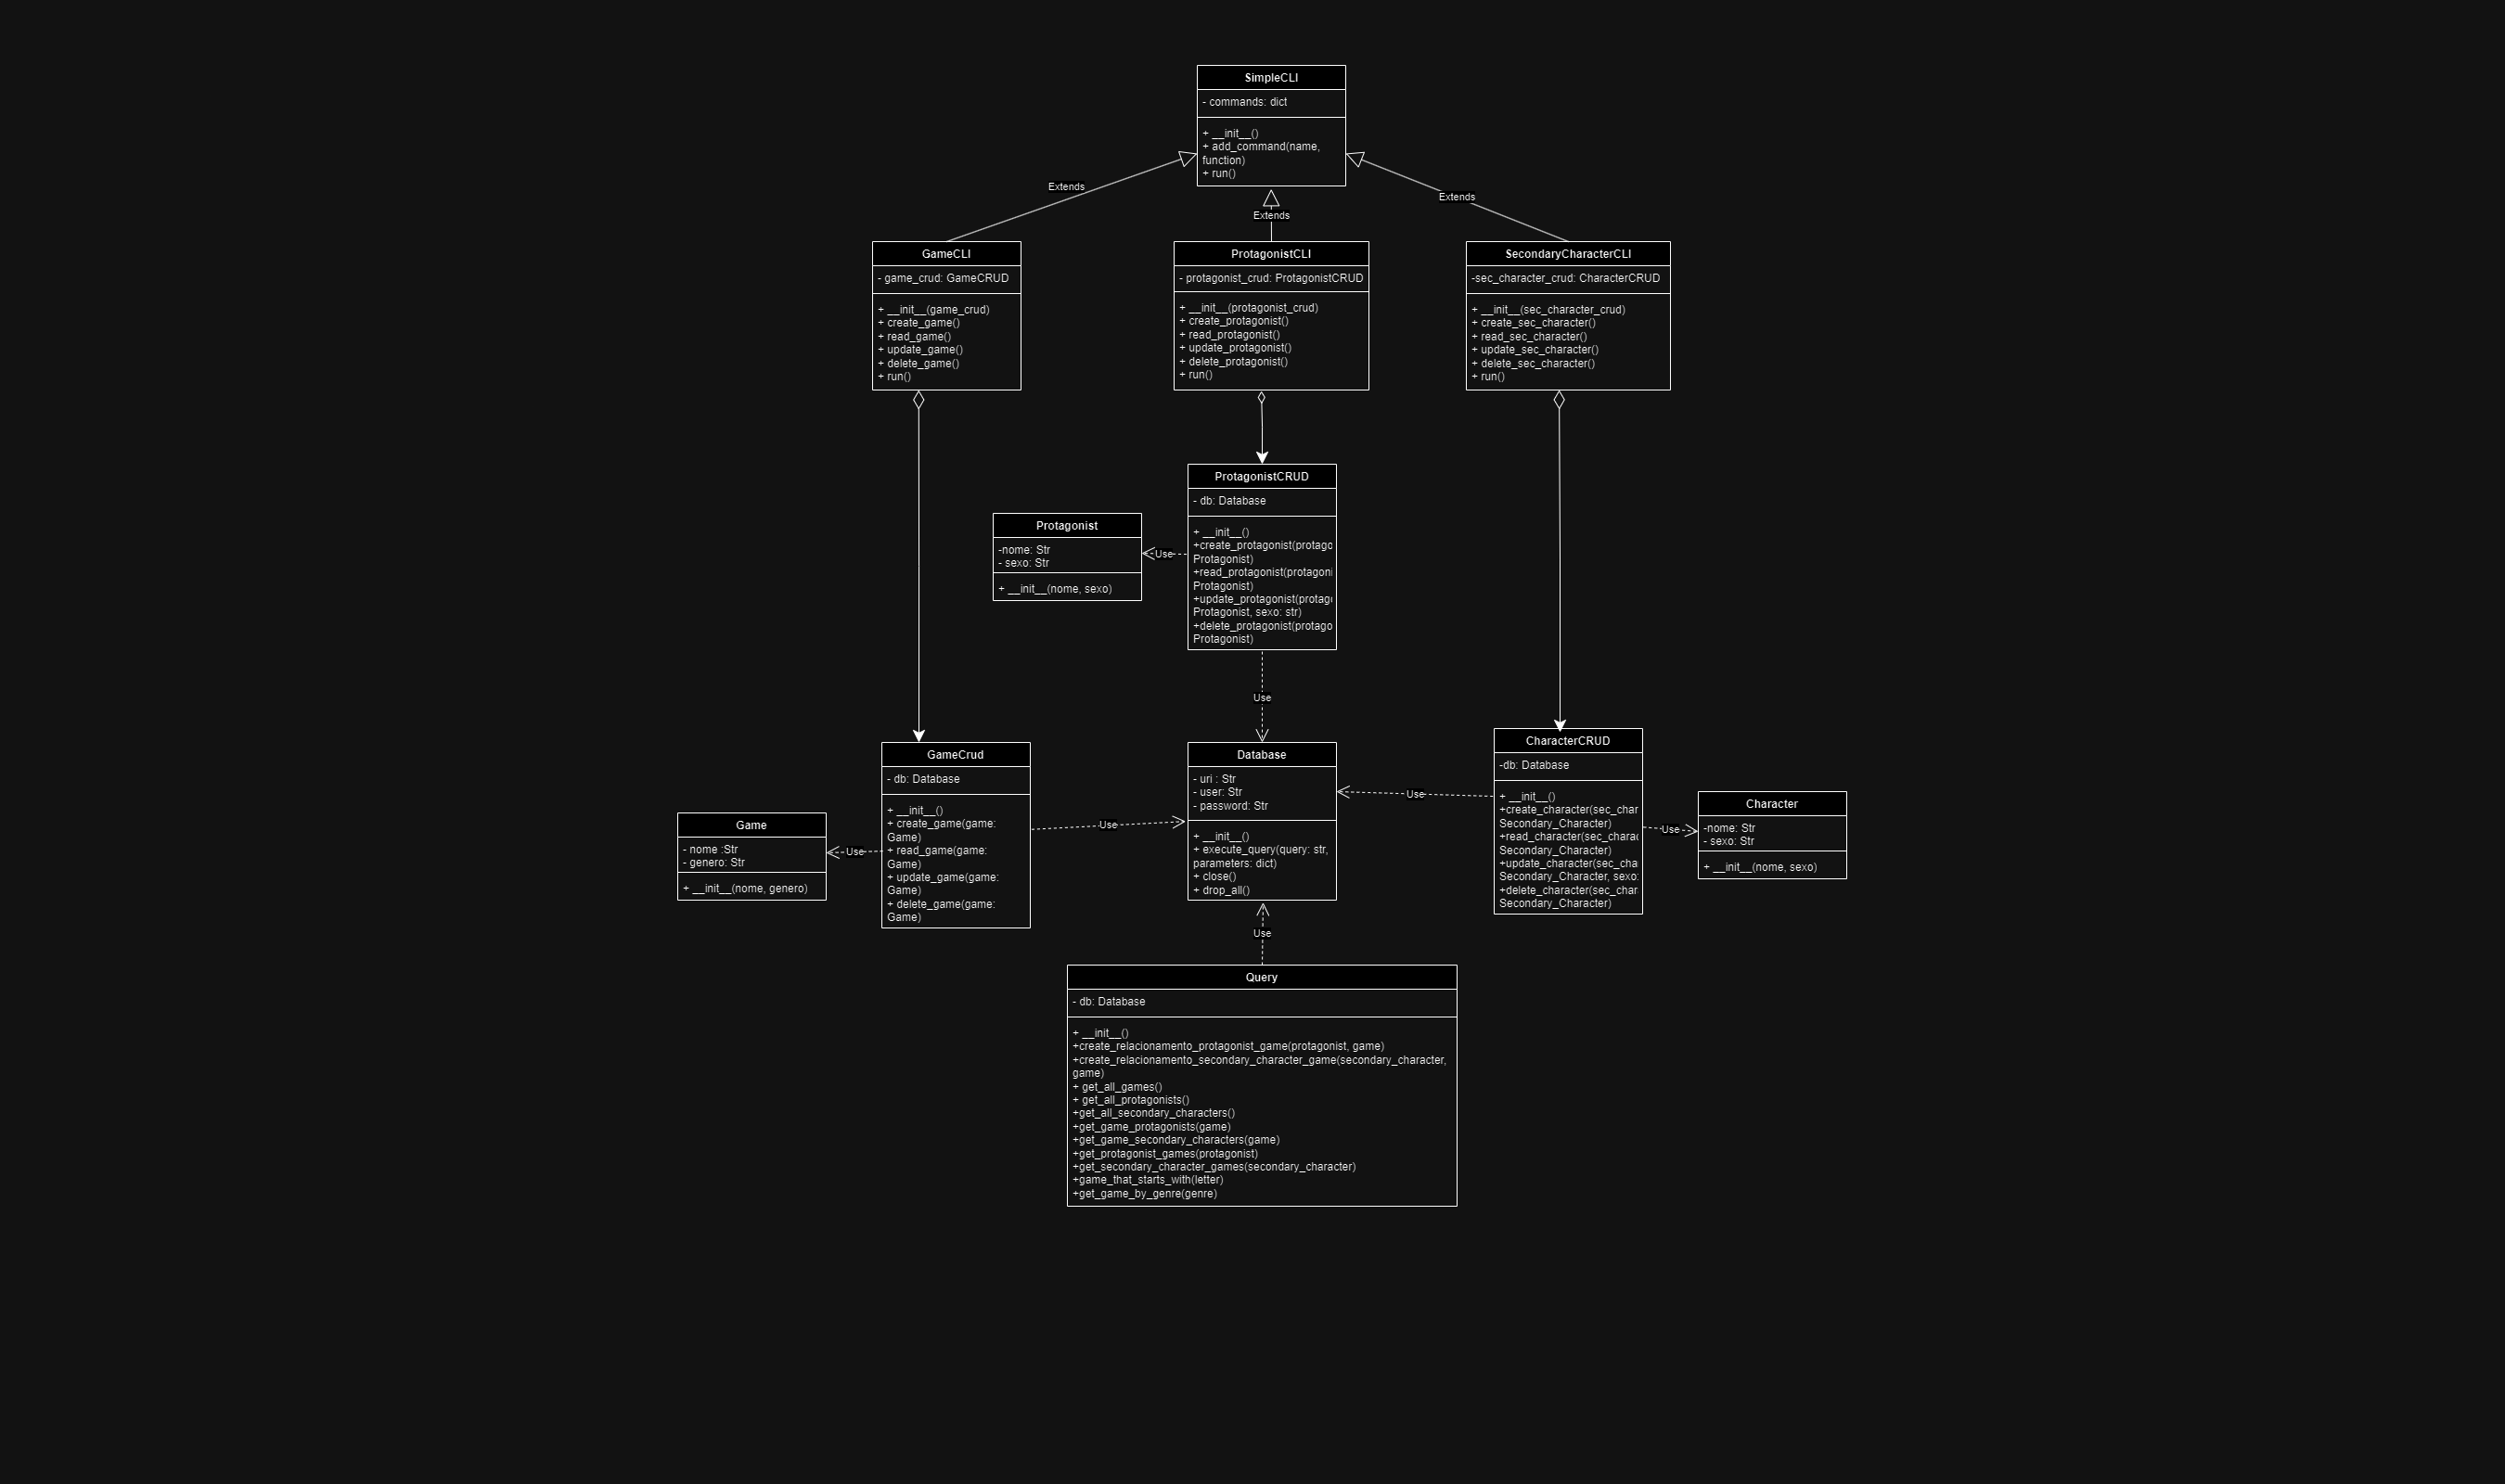 SimpleCLI
- commands: dict
+ __init__()
+ add_command(name,
function)
+ run()
Extends
Extends
Extends
GameCLI
- game_crud: GameCRUD
+ __init__(game_crud)
+ create_game()
+ read_game()
+ update_game()
+ delete_game()
+ run()
ProtagonistCLI
- protagonist_crud: ProtagonistCRUD
+ __init__(protagonist_crud)
+ create_protagonist()
+ read_protagonist()
+ update_protagonist()
+ delete_protagonist()
+ run()
SecondaryCharacterCLI
-sec_character_crud: CharacterCRUD
+ __init__(sec_character_crud)
+ create_sec_character()
+ read_sec_character()
+ update_sec_character()
+ delete_sec_character()
+ run()
ProtagonistCRUD
- db: Database
+ __init__()
+create_protagonist(protago
Protagonist)
+read_protagonist(protagoni
Protagonist)
+update_protagonist(protag
Protagonist, sexo: str)
+delete_protagonist(protago
Protagonist)
Protagonist
-nome: Str
- sexo: Str
+ __init__(nome, sexo)
Use
Use
GameCrud
- db: Database
+ __init__()
+ create_game(game:
Game)
+ read_game(game:
Game)
+ update_game(game:
Game)
+ delete_game(game:
Game)
Game
- nome :Str
- genero: Str
+ __init__(nome, genero)
Use
Use
Database
- uri : Str
- user: Str
- password: Str
+ __init__()
+ execute_query(query: str,
parameters: dict)
+ close()
+ drop_all()
Use
CharacterCRUD
-db: Database
+ __init__()
+create_character(sec_char
Secondary_Character)
+read_character(sec_charac
Secondary_Character)
+update_character(sec_cha
Secondary_Character, sexo:
+delete_character(sec_char
Secondary_Character)
Use
Character
-nome: Str
- sexo: Str
+ __init__(nome, sexo)
Use
Query
- db: Database
+ __init__()
+create_relacionamento_protagonist_game(protagonist, game)
+create_relacionamento_secondary_character_game(secondary_character,
game)
+ get_all_games()
+ get_all_protagonists()
+get_all_secondary_characters()
+get_game_protagonists(game)
+get_game_secondary_characters(game)
+get_protagonist_games(protagonist)
+get_secondary_character_games(secondary_character)
+game_that_starts_with(letter)
+get_game_by_genre(genre)